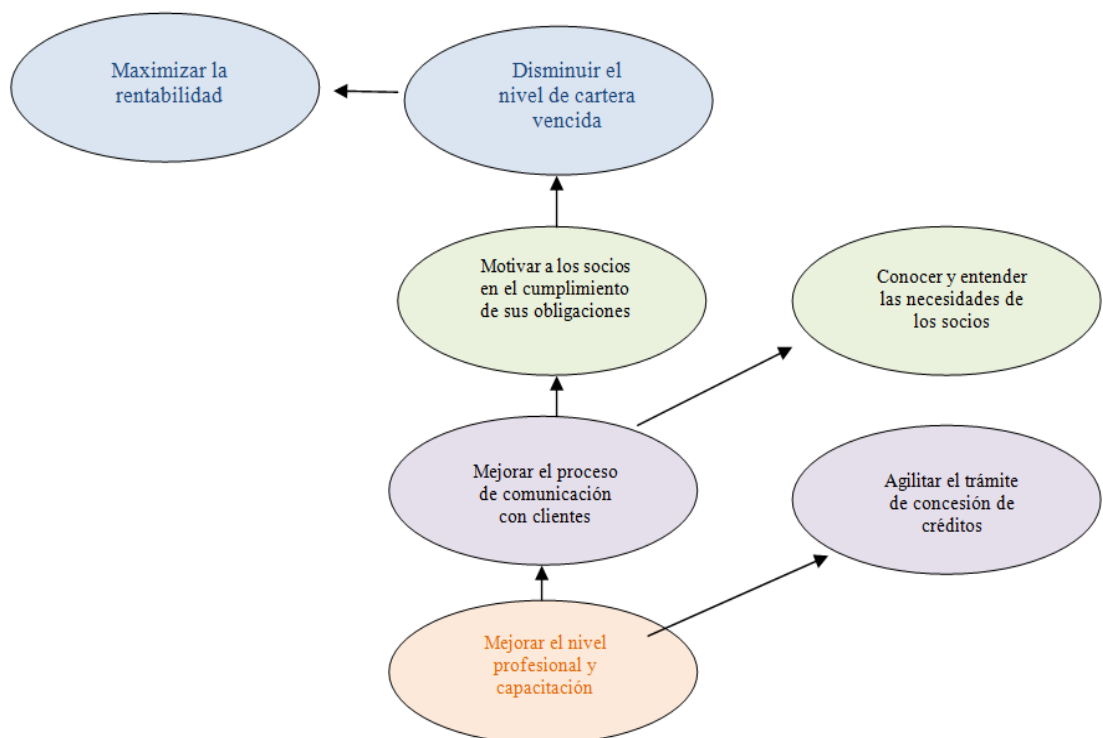 Maximizar la
rentabilidad
Disminuir el
nivel de cartera
vencida
Motivar a los socios
en el cumplimiento
de sus obligaciones
Conocer y entender
las necesidades de
los socios
Mejorar el proceso
de comunicación
con clientes
Agilitar el trámite
de concesión de
créditos
Mejorar el nivel
profesional y
capacitación